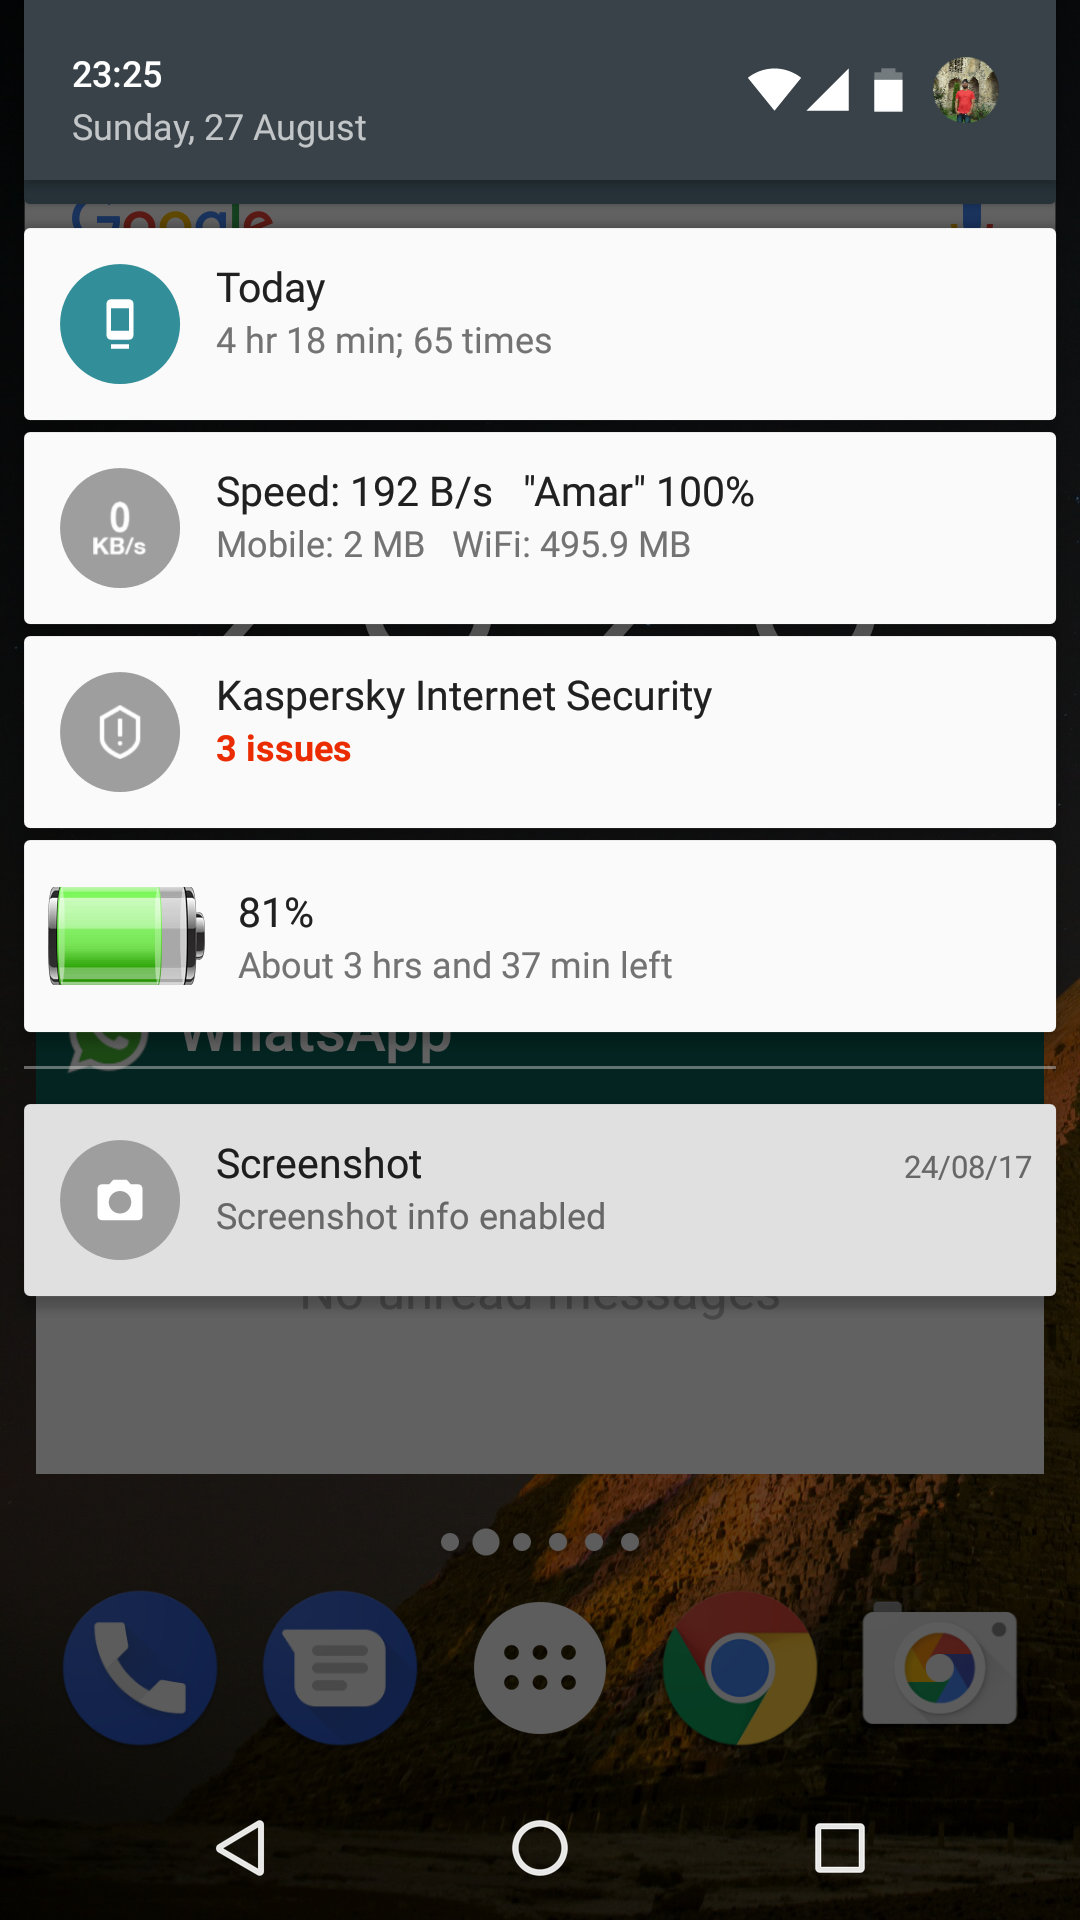 23:25
Sunday, 27 August
Google
Today
4 hr 18 min; 65 times
0
KB/s
Speed: 192 B/s "Amar" 100%
Mobile: 2 MB WiFi: 495.9 MB
Kaspersky Internet Security
3 issues
81%
About 3 hrs and 37 min left
WhatsApp
Screenshot
24/08/17
Screenshot info enabled
No unread messages